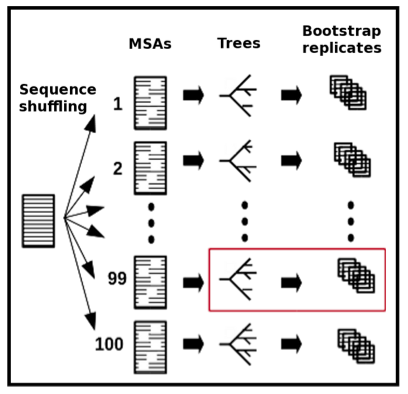 MSAs
Trees
Bootstrap
replicates
Sequence
shuffling
1
2
99
100